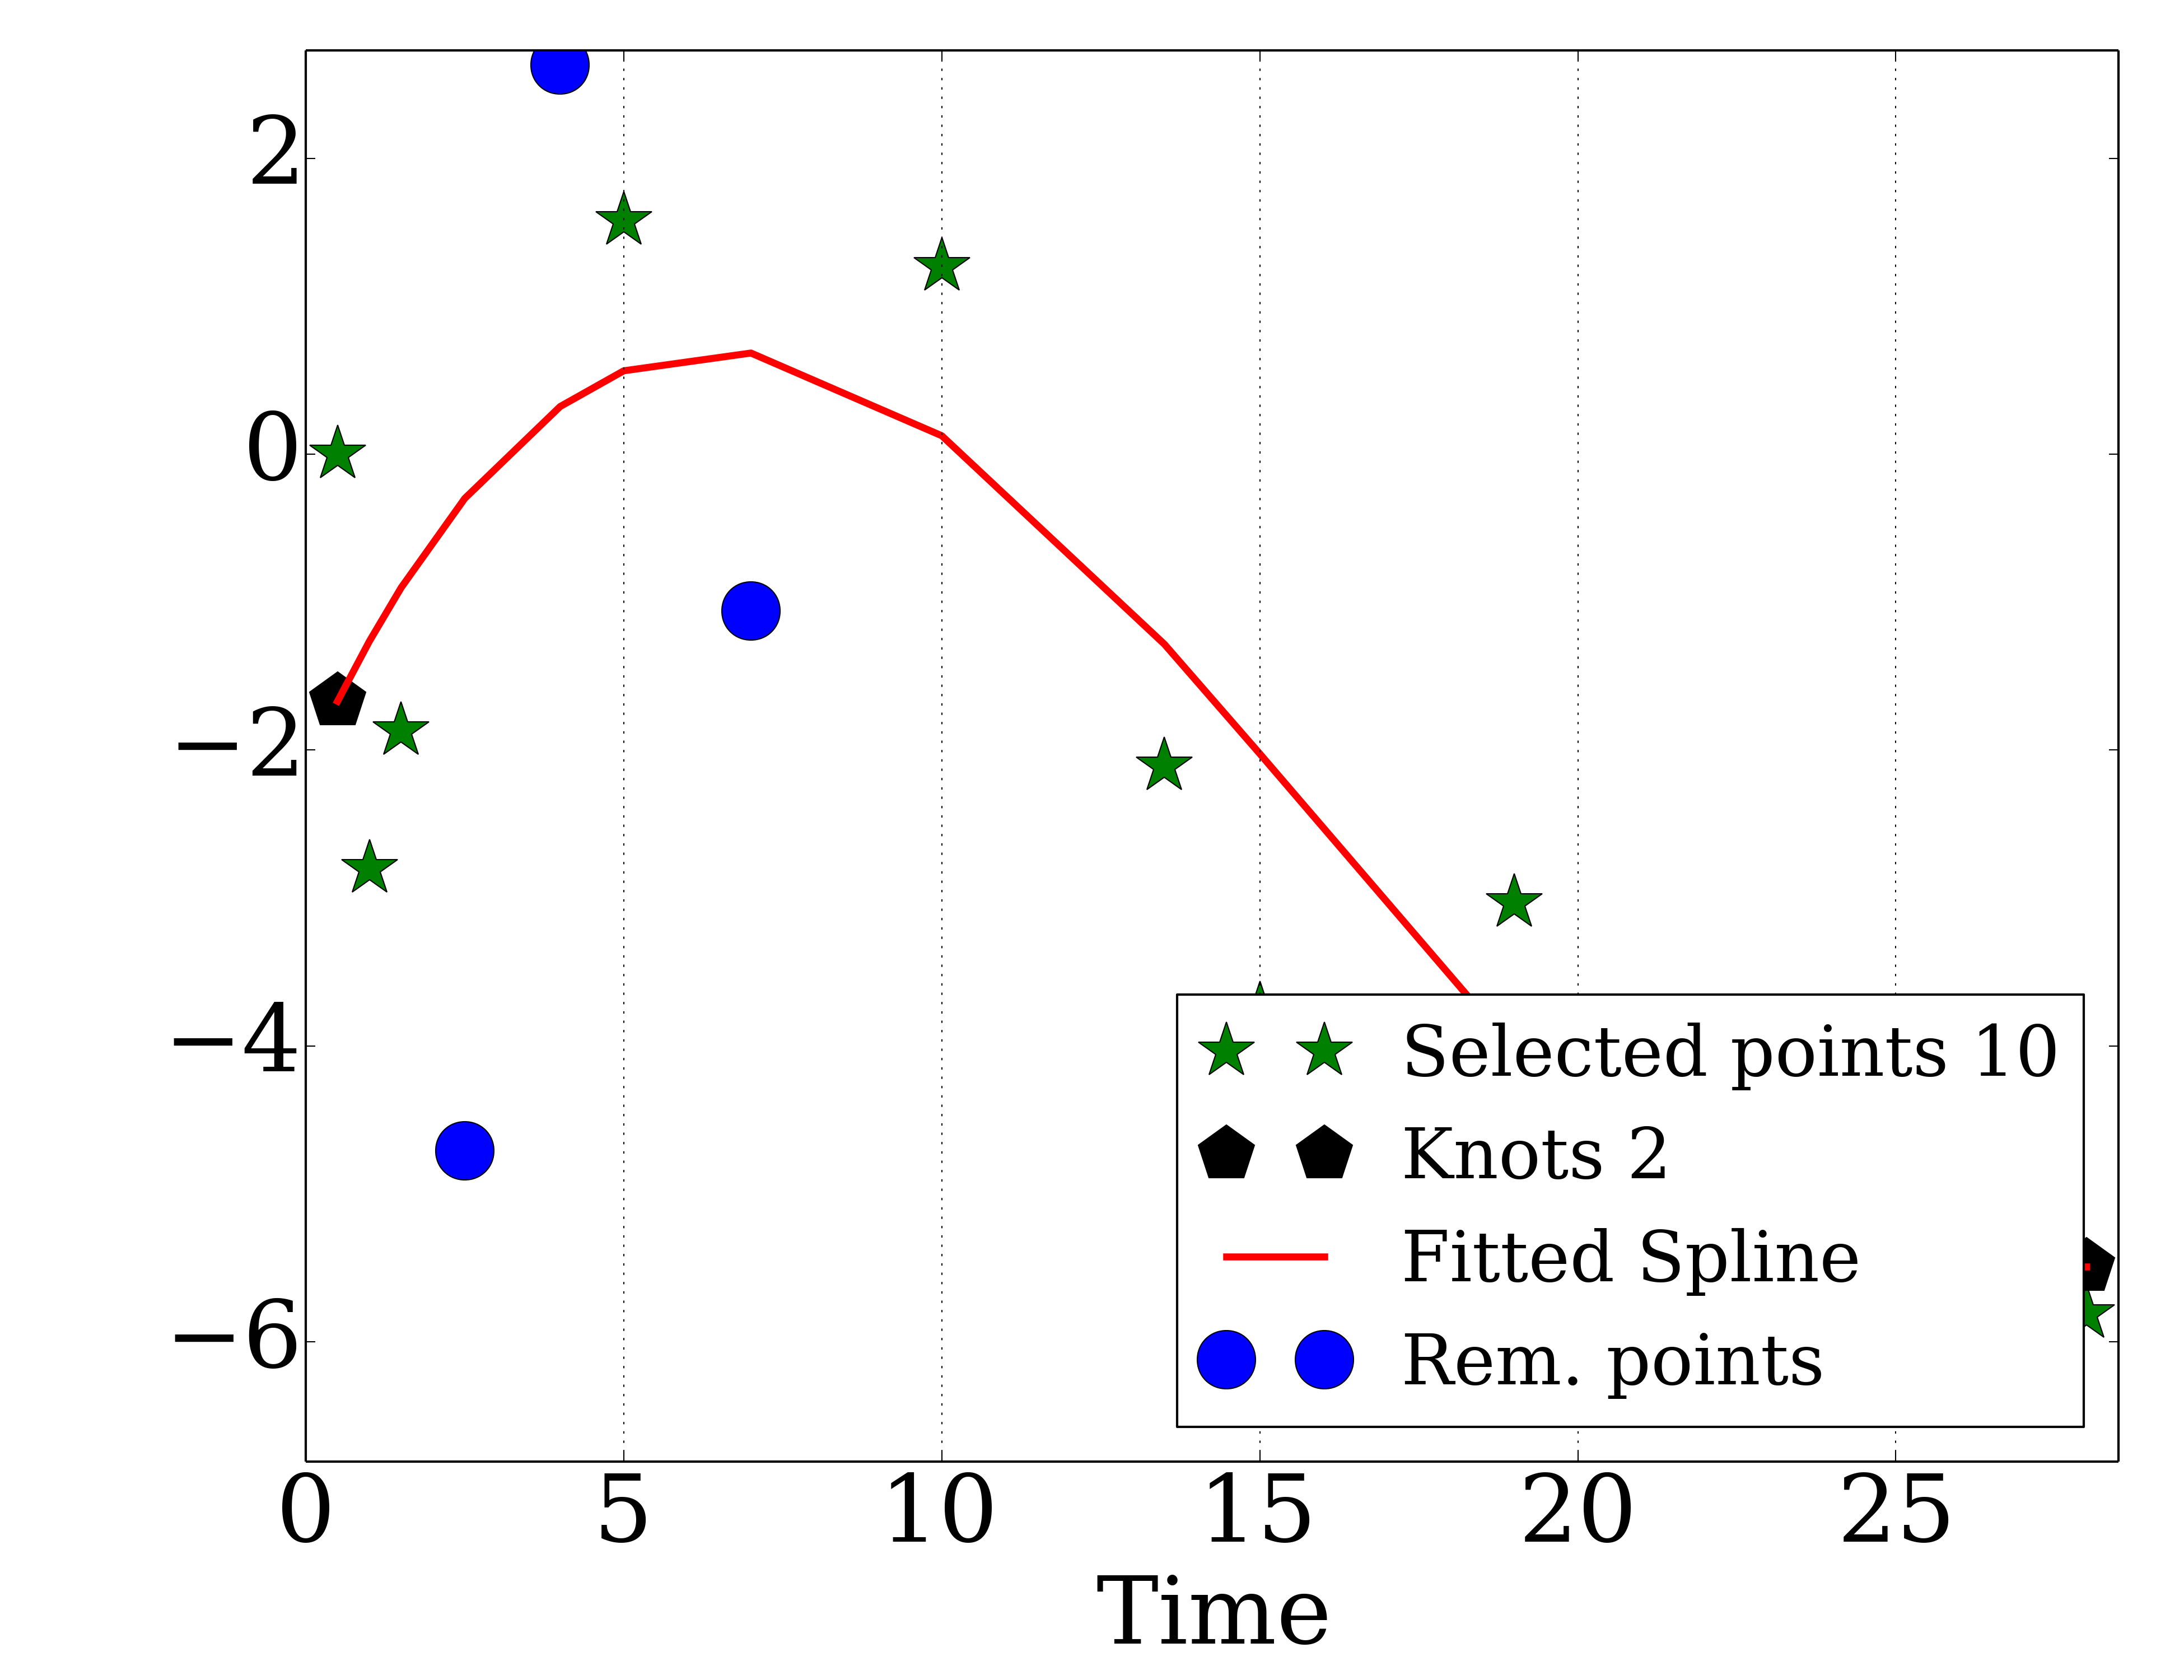 2
0
−2
−4
−6
Selected points 10
Knots 2
Fitted Spline
Rem. points
0 5 10 15 20 25
Time